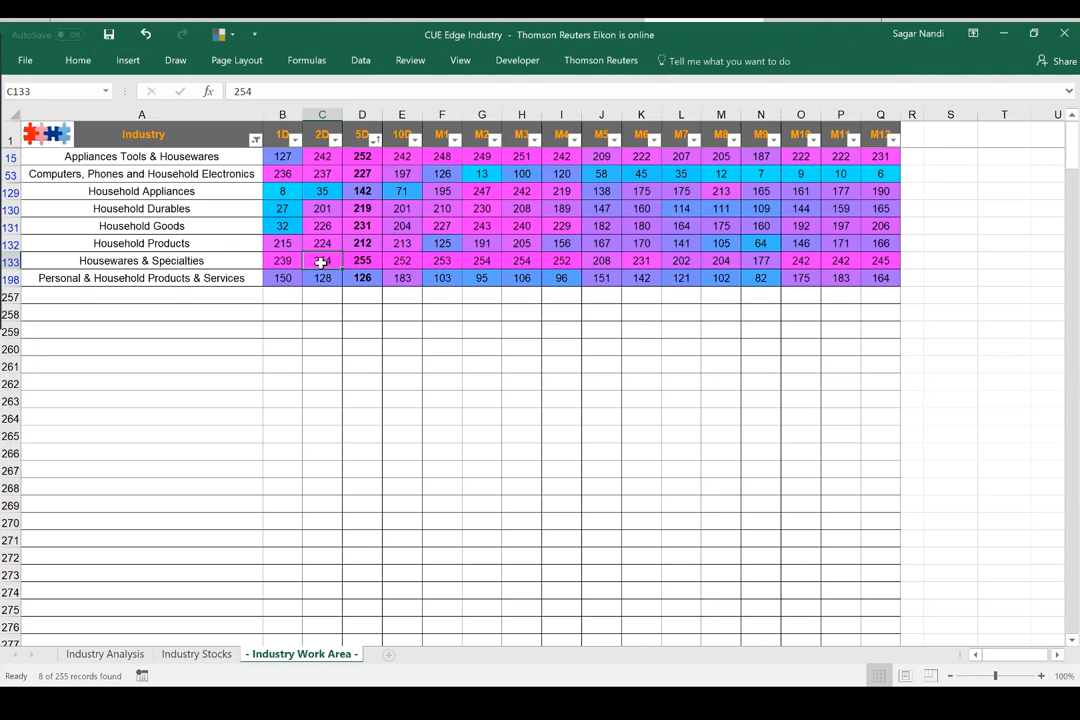 AutoSave Off CUE Edge Industry - Thomson Reuters Eikon is online Sagar Nandi
File Home Insert Draw Page Layout Formulas Data Review View Developer Thomson Reuters Tell me what you want to do Share
C133 fx 254
A B C D E F G H I J K L M N O P Q R S T U
1 Industry 1D 2D 5D 10D M1 M2 M3 M4 M5 M6 M7 M8 M9 M10 M11 M12
15 Appliances Tools & Housewares 127 242 252 242 248 249 251 242 209 222 207 205 187 222 222 231
53 Computers, Phones and Household Electronics 236 237 227 197 126 13 100 120 58 45 35 12 7 9 10 6
129 Household Appliances 8 35 142 71 195 247 242 219 138 175 175 213 165 161 177 190
130 Household Durables 27 201 219 201 210 230 208 189 147 160 114 111 109 144 159 165
131 Household Goods 32 226 231 204 227 243 240 229 182 180 164 175 160 192 197 206
132 Household Products 215 224 212 213 125 191 205 156 167 170 141 105 64 146 171 166
133 Housewares & Specialties 239 255 252 253 254 254 252 208 231 202 204 177 242 242 245
198 Personal & Household Products & Services 150 128 126 183 103 95 106 96 151 142 121 102 82 175 183 164
257
258
259
260
261
262
263
264
265
266
267
268
269
270
271
272
273
274
275
276
277
Industry Analysis Industry Stocks - Industry Work Area -
Ready 8 of 255 records found 100%